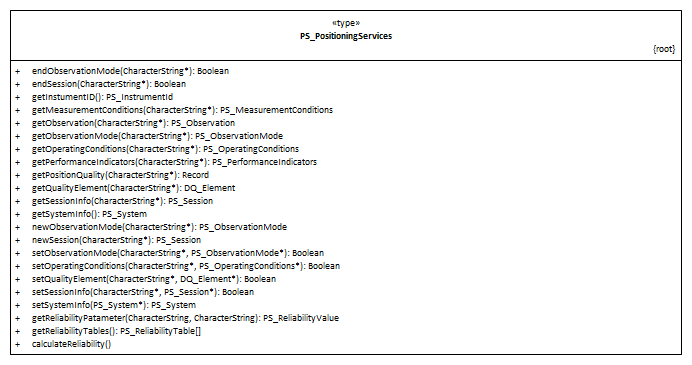 «type»
PS_PositioningServices
{root}
+ endObservationMode(CharacterString*): Boolean
+ endSession(CharacterString*): Boolean
+ getInstumentID(): PS_InstrumentId
+ getMeasurementConditions(CharacterString*): PS_MeasurementConditions
+ getObservation(CharacterString*): PS_Observation
+ getObservationMode(CharacterString*): PS_ObservationMode
+ getOperatingConditions(CharacterString*): PS_OperatingConditions
+ getPerformanceIndicators(CharacterString*): PS_PerformanceIndicators
+ getPositionQuality(CharacterString*): Record
+ getQualityElement(CharacterString*): DQ_Element
+ getSessionInfo(CharacterString*): PS_Session
+ getSystemInfo(): PS_System
+ newObservationMode(CharacterString*): PS_ObservationMode
+ newSession(CharacterString*): PS_Session
+ setObservationMode(CharacterString*, PS_ObservationMode*): Boolean
+ setOperatingConditions(CharacterString*, PS_OperatingConditions*): Boolean
+ setQualityElement(CharacterString*, DQ_Element*): Boolean
+ setSessionInfo(CharacterString*, PS_Session*): Boolean
+ setSystemInfo(PS_System*): PS_System
+ getReliabilityPatameter(CharacterString, CharacterString): PS_ReliabilityValue
+ getReliabilityTables(): PS_ReliabilityTable[]
+ calculateReliability()